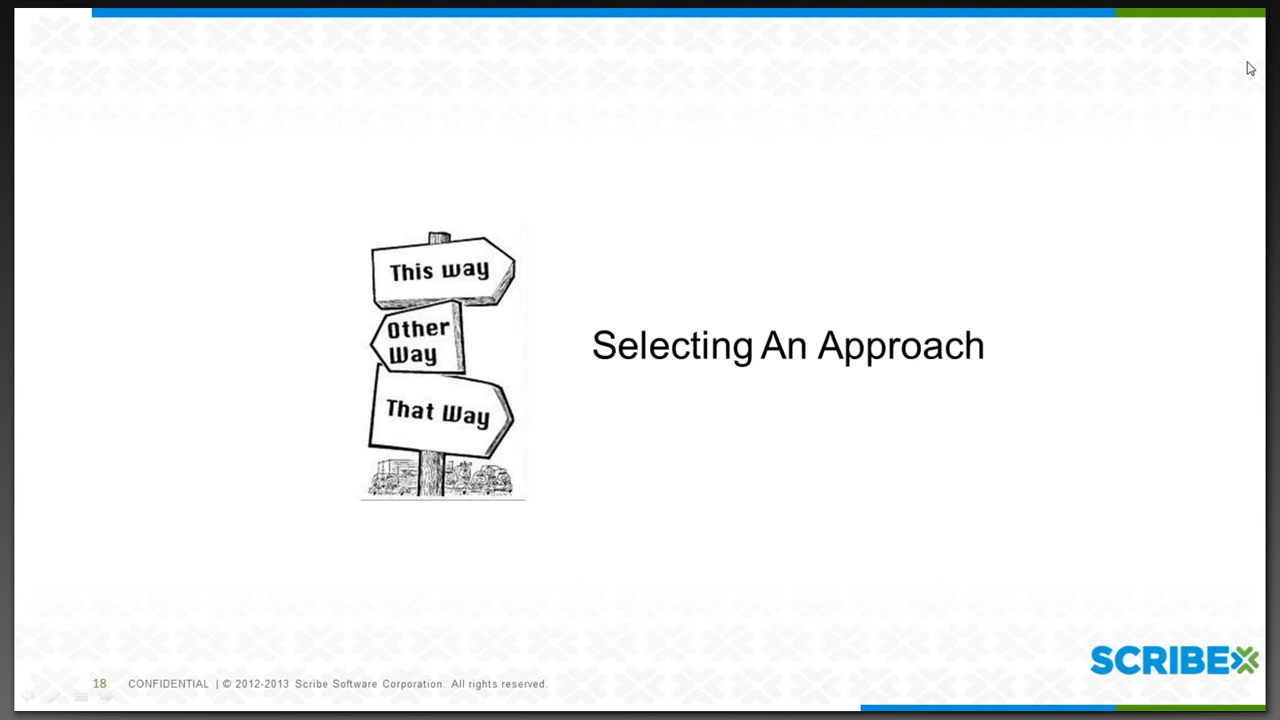 This way
Other
Way
That Way
Selecting An Approach
SCRIBE
18 CONFIDENTIAL | © 2012-2013 Scribe Software Corporation. All rights reserved.